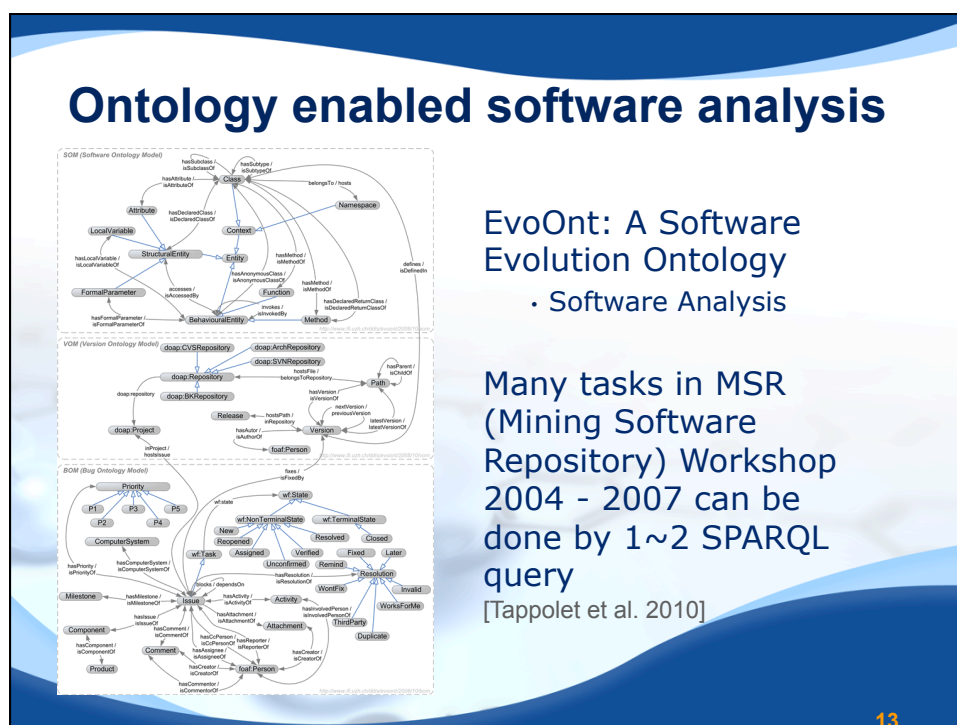 Ontology enabled software analysis
SOM (Software Ontology Model)
hasSubclass /
isSubclassOf
hasSubtype /
isSubtypeOf
Class
hasAttribute /
isAttributeOf
belongsTo / hosts
Attribute
Namespace
hasDeclaredClass /
isDeclaredClassOf
LocalVariable
Context
StructuralEntity
Entity
hasLocalVariable /
isLocalVariableOf
hasMethod /
isMethodOf
defines /
isDefinedIn
hasAnonymousClass /
isAnonymousClassOf
accesses /
isAccessedBy
hasMethod /
isMethodOf
FormalParameter
Function
hasDeclaredReturnClass /
isDeclaredReturnClassOf
invokes /
isInvokedBy
hasFormalParameter /
isFormalParameterOf
BehaviouralEntity
Method
VOM (Version Ontology Model)
doap:CVSRepository
doap:ArchRepository
doap:SVNRepository
doap:Repository
hostsFile /
belongsToRepository
hasParent /
isChildOf
Path
doap:BKRepository
doap:repository
hasVersion /
isVersionOf
nextVersion /
previousVersion
latestVersion /
latestVersionOf
Release
hostsPath /
inRepository
doap:Project
Version
hasAutor /
isAuthorOf
foaf:Person
inProject /
hostsIssue
BOM (Bug Ontology Model)
fixes /
isFixedBy
Priority
wf:state
wf:State
P1
P3
P5
P2
P4
wf:NonTerminalState
wf:TerminalState
New
Reopened
Resolved
Closed
ComputerSystem
wf:Task
Assigned
Verified
Fixed
Later
Unconfirmed
Remind
hasPriority /
isPriorityOf
hasComputerSystem /
isComputerSystemOf
hasResolution /
isResolutionOf
Resolution
blocks / dependsOn
WontFix
Invalid
Milestone
hasMilestone /
isMilestoneOf
Issue
hasActivity /
isActivityOf
Activity
WorksForMe
hasInvolvedPerson /
isInvolvedPersonOf
ThirdParty
hasIssue /
isIssueOf
hasAttachment /
isAttachmentOf
Attachment
Duplicate
Component
hasComment /
isCommentOf
hasCcPerson /
isCcPersonOf
hasReporter /
isReporterOf
hasAssignee /
isAssigneeOf
hasComponent /
isComponentOf
Comment
hasCreator /
isCreatorOf
hasCreator /
isCreatorOf
Product
foaf:Person
hasCommentor /
isCommentorOf
EvoOnt: A Software
Evolution Ontology
• Software Analysis
Many tasks in MSR
(Mining Software
Repository) Workshop
2004 - 2007 can be
done by 1~2 SPARQL
query
[Tappolet et al. 2010]
13